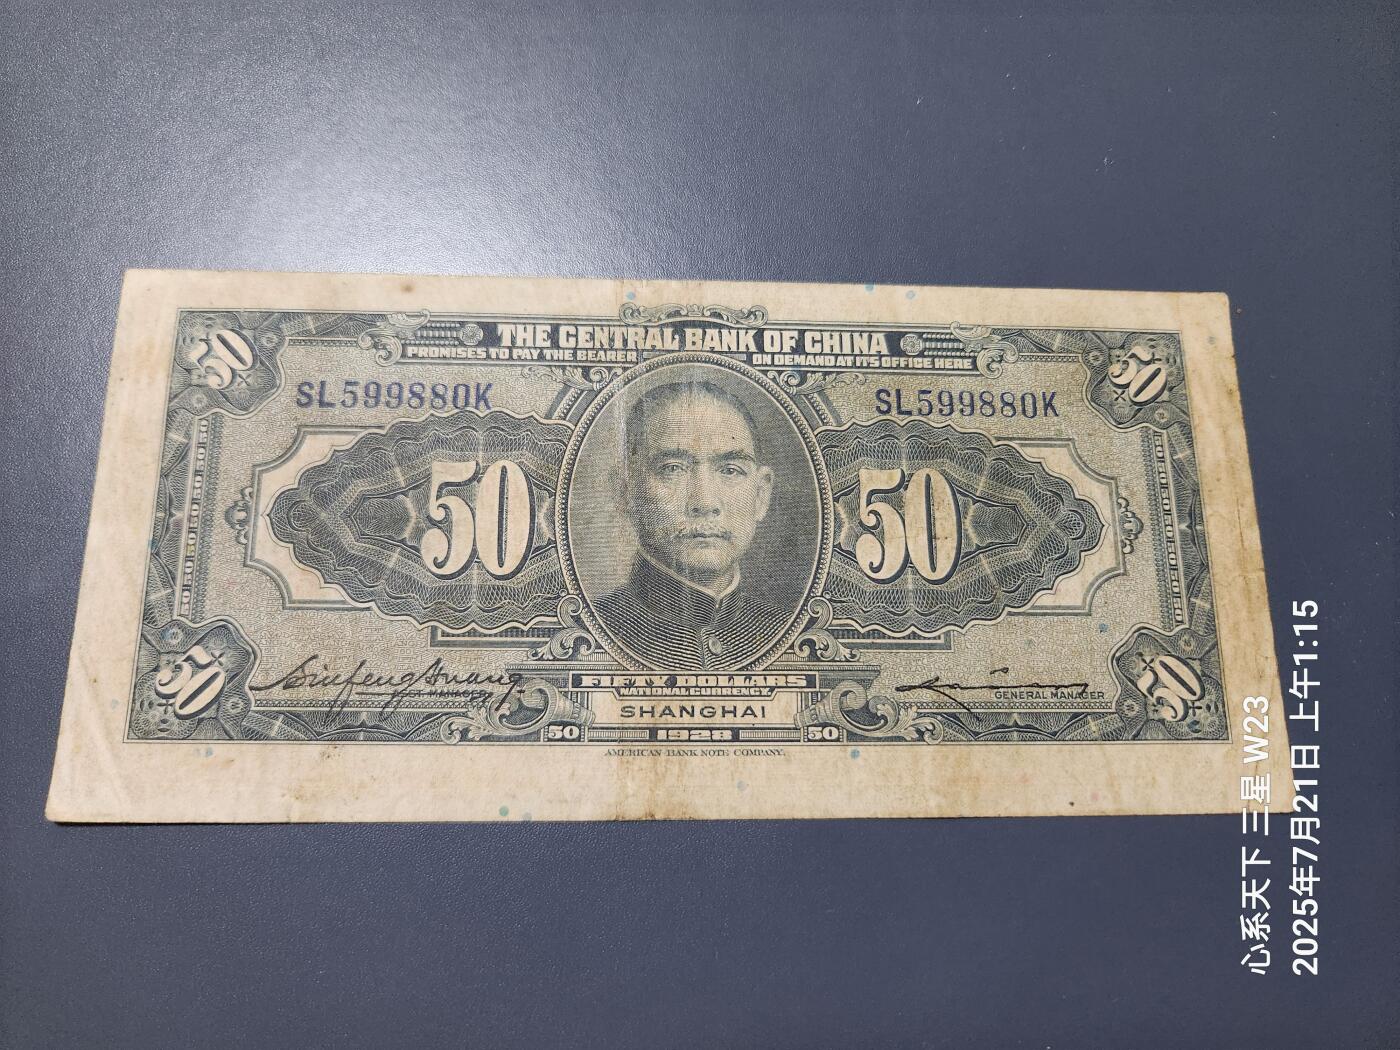 50
THE CENTRAL BANK OF CHINA
50
PROMISES TO PAY THE BEARER
ON DEMAND AT ITS OFFICE HERE
SL599880K
SL599880K
50
50
50
50
ASST. MANAGER
FIFTY DOLLARS
NATIONAL CURRENCY
SHANGHAI
GENERAL MANAGER
50
1928
50
AMERICAN BANK NOTE COMPANY.
心系天下 三星 W23
2025年7月21日 上午1:15